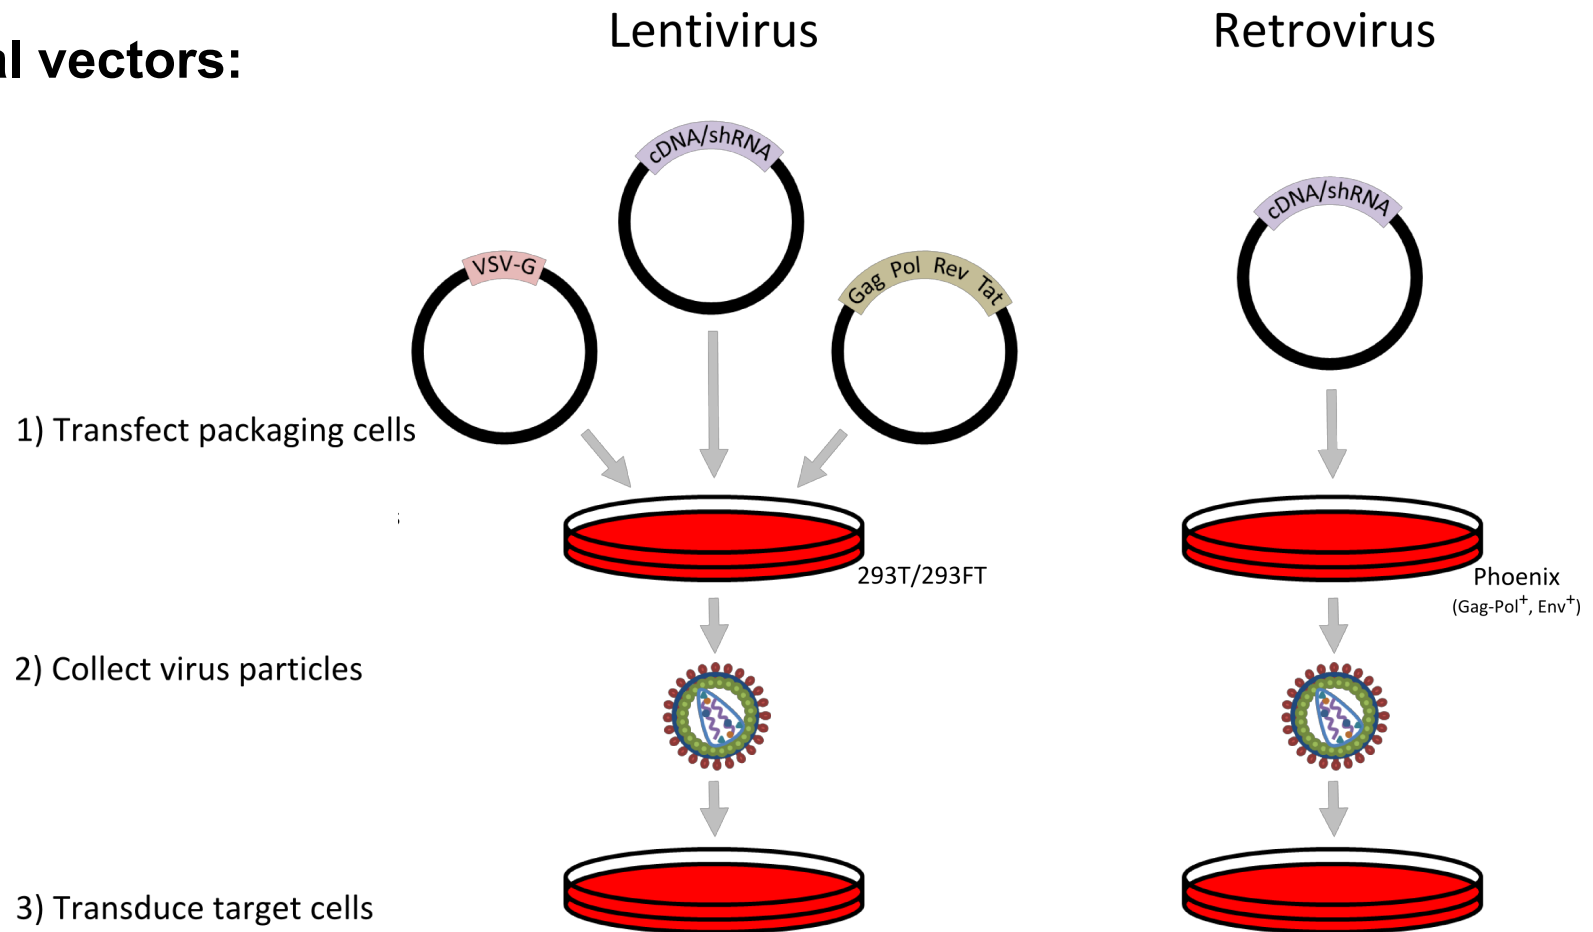 al vectors:
Lentivirus
Retrovirus
cDNA/shRNA
VSV-G
Gag Pol Rev Tat
cDNA/shRNA
1) Transfect packaging cells
293T/293FT
Phoenix
(Gag-Pol⁺, Env⁺)
2) Collect virus particles
3) Transduce target cells